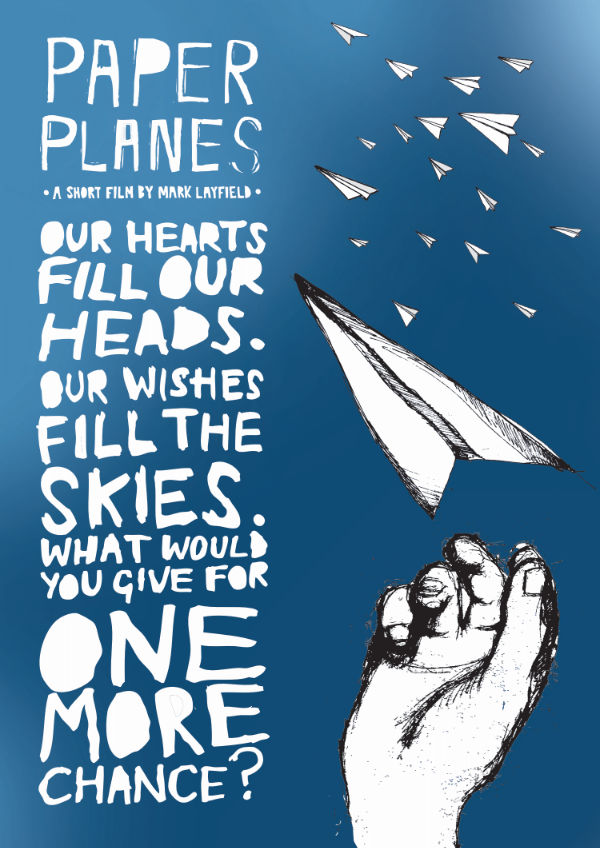 PAPER
PLANES
• A SHORT FILM BY MARK LAYFIELD •
OUR HEARTS
FILL OUR
HEADS.
OUR WISHES
FILL THE
SKIES.
WHAT WOULD
YOU GIVE FOR
ONE
MORE
CHANCE?